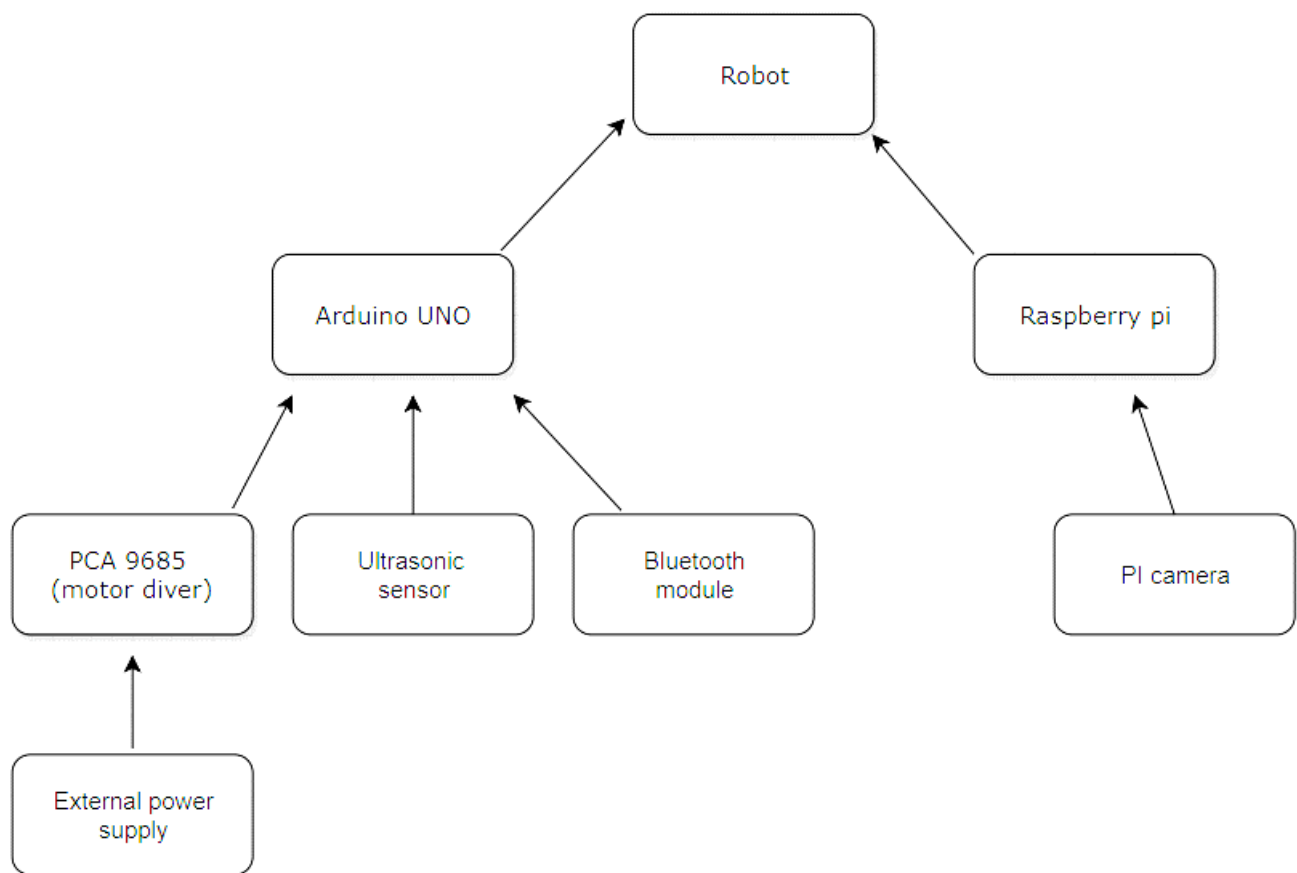 Robot
Arduino UNO
Raspberry pi
PCA 9685
(motor diver)
Ultrasonic
sensor
Bluetooth
module
PI camera
External power
supply